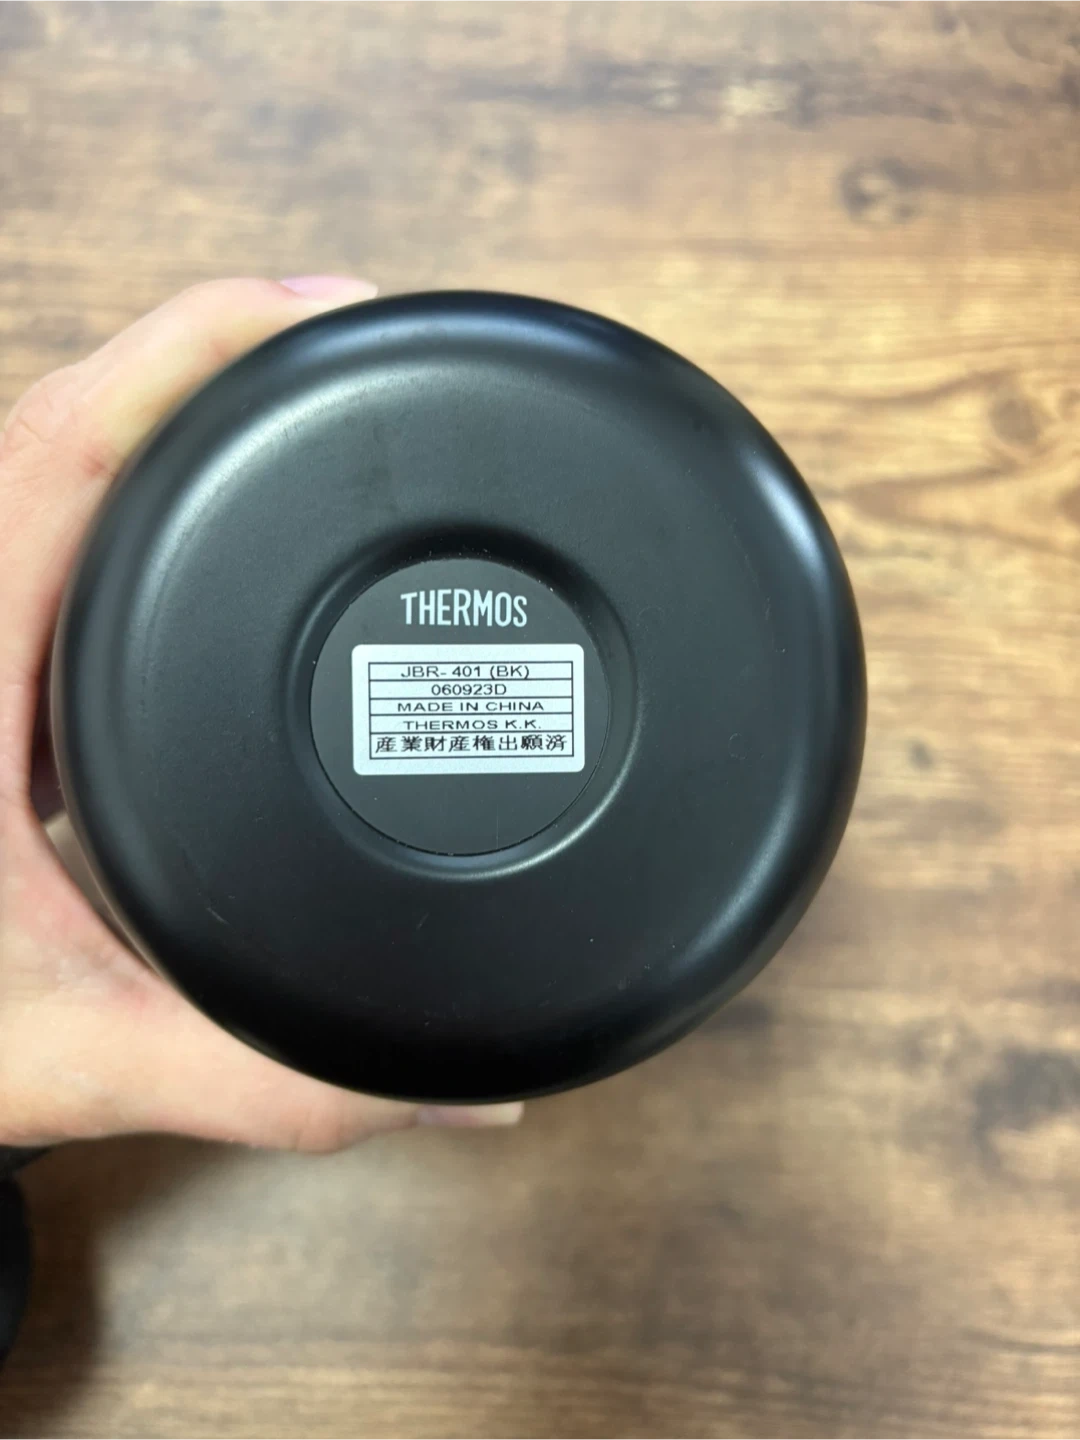 THERMOS
JBR- 401 (BK)
060923D
MADE IN CHINA
THERMOS K.K.
産業財産権出願済